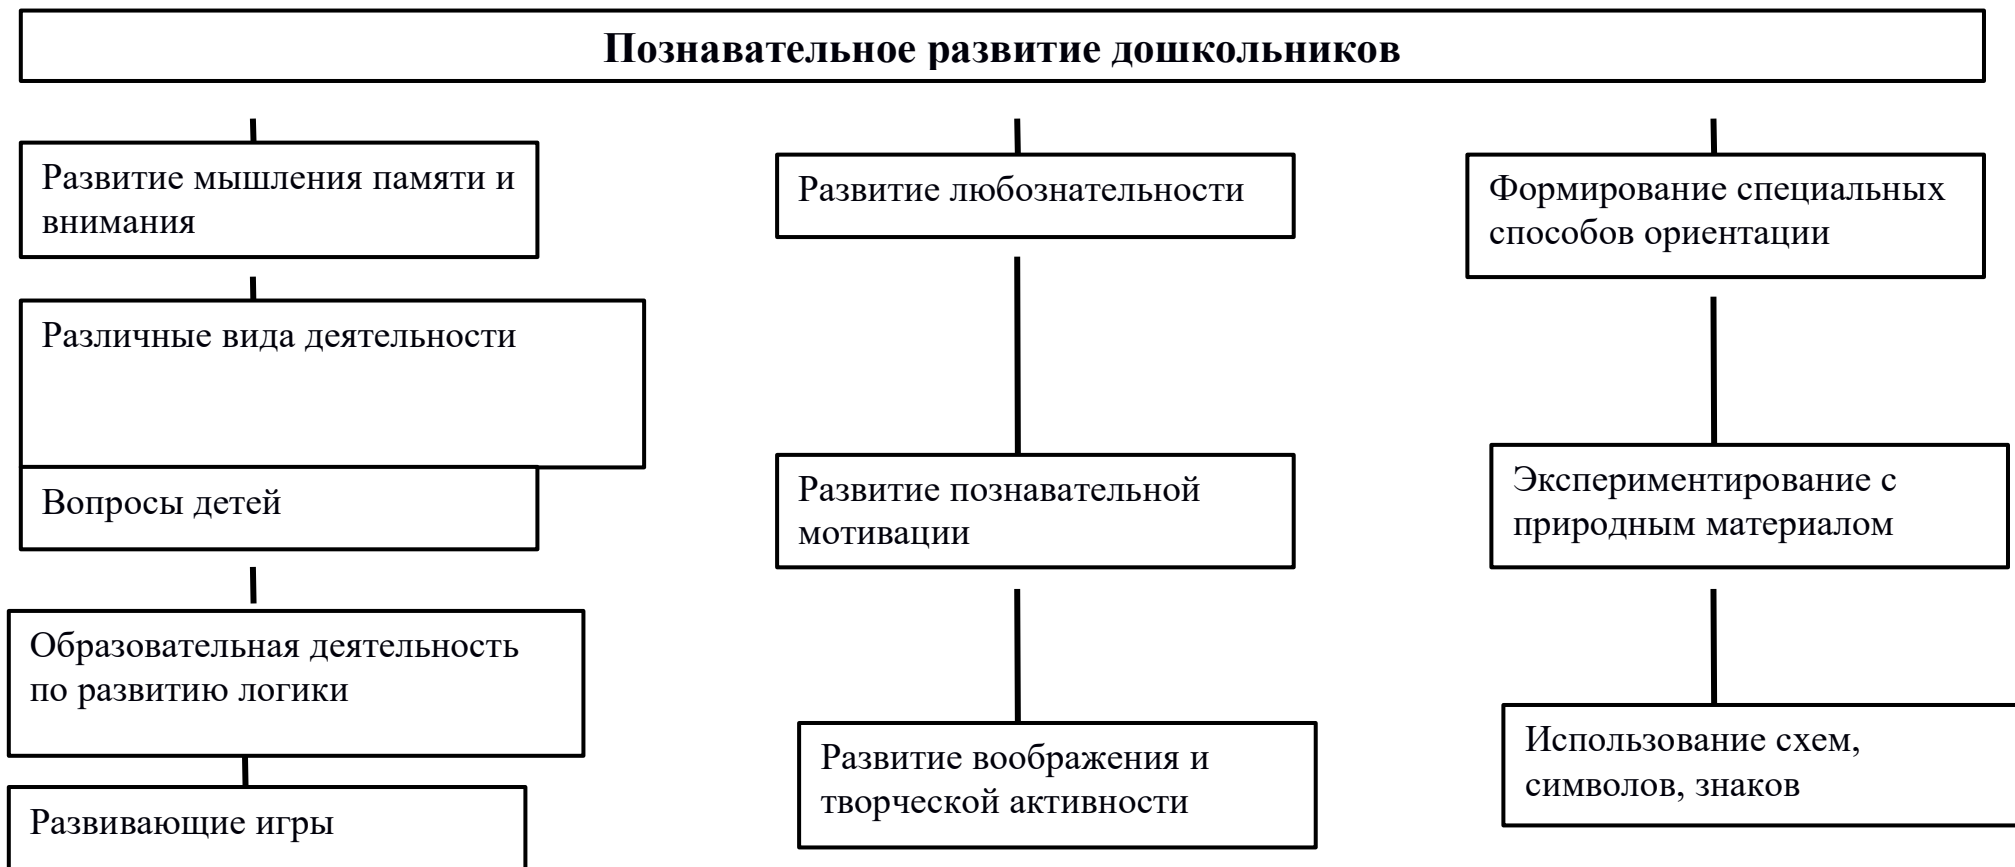 Познавательное развитие дошкольников
Развитие мышления памяти и
внимания
Различные вида деятельности
Вопросы детей
Образовательная деятельность
по развитию логики
Развивающие игры
Развитие любознательности
Развитие познавательной
мотивации
Развитие воображения и
творческой активности
Формирование специальных
способов ориентации
Экспериментирование с
природным материалом
Использование схем,
символов, знаков